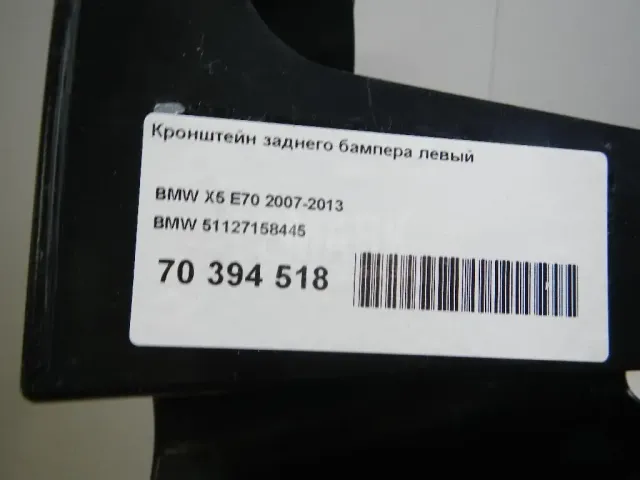 Кронштейн заднего бампера левый
BMW X5 E70 2007-2013
BMW 51127158445
70 394 518